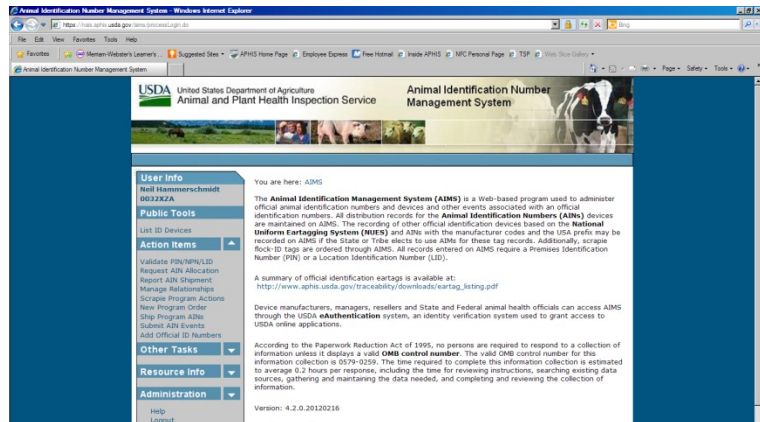 Animal Identification Number Management System - Windows Internet Explorer
https://mais.aphis.usda.gov/aims/processLogin.do
Bing
File Edit View Favorites Tools Help
Favorites Merriam-Webster's Learner's ... Suggested Sites APHIS Home Page Employee Express Free Hotmail Inside APHIS NFC Personal Page TSP Web Slice Gallery
Animal Identification Number Management System
Page Safety Tools
USDA United States Department of Agriculture
Animal and Plant Health Inspection Service
Animal Identification Number
Management System
User Info
Neil Hammerschmidt
0032XZA
Public Tools
List ID Devices
Action Items
Validate PIN/NPN/LID
Request AIN Allocation
Report AIN Shipment
Manage Relationships
Scrapie Program Actions
New Program Order
Ship Program AINs
Submit AIN Events
Add Official ID Numbers
Other Tasks
Resource Info
Administration
Help
Logout
You are here: AIMS
The Animal Identification Management System (AIMS) is a Web-based program used to administer
official animal identification numbers and devices and other events associated with an official
identification numbers. All distribution records for the Animal Identification Numbers (AINs) devices
are maintained on AIMS. The recording of other official identification devices based on the National
Uniform Eartagging System (NUES) and AINs with the manufacturer codes and the USA prefix may be
recorded on AIMS if the State or Tribe elects to use AIMs for these tag records. Additionally, scrapie
flock-ID tags are ordered through AIMS. All records entered on AIMS require a Premises Identification
Number (PIN) or a Location Identification Number (LID).
A summary of official identification eartags is available at:
http://www.aphis.usda.gov/traceability/downloads/eartag_listing.pdf
Device manufacturers, managers, resellers and State and Federal animal health officials can access AIMS
through the USDA eAuthentication system, an identity verification system used to grant access to
USDA online applications.
According to the Paperwork Reduction Act of 1995, no persons are required to respond to a collection of
information unless it displays a valid OMB control number. The valid OMB control number for this
information collection is 0579-0259. The time required to complete this information collection is estimated
to average 0.2 hours per response, including the time for reviewing instructions, searching existing data
sources, gathering and maintaining the data needed, and completing and reviewing the collection of
information.
Version: 4.2.0.20120216